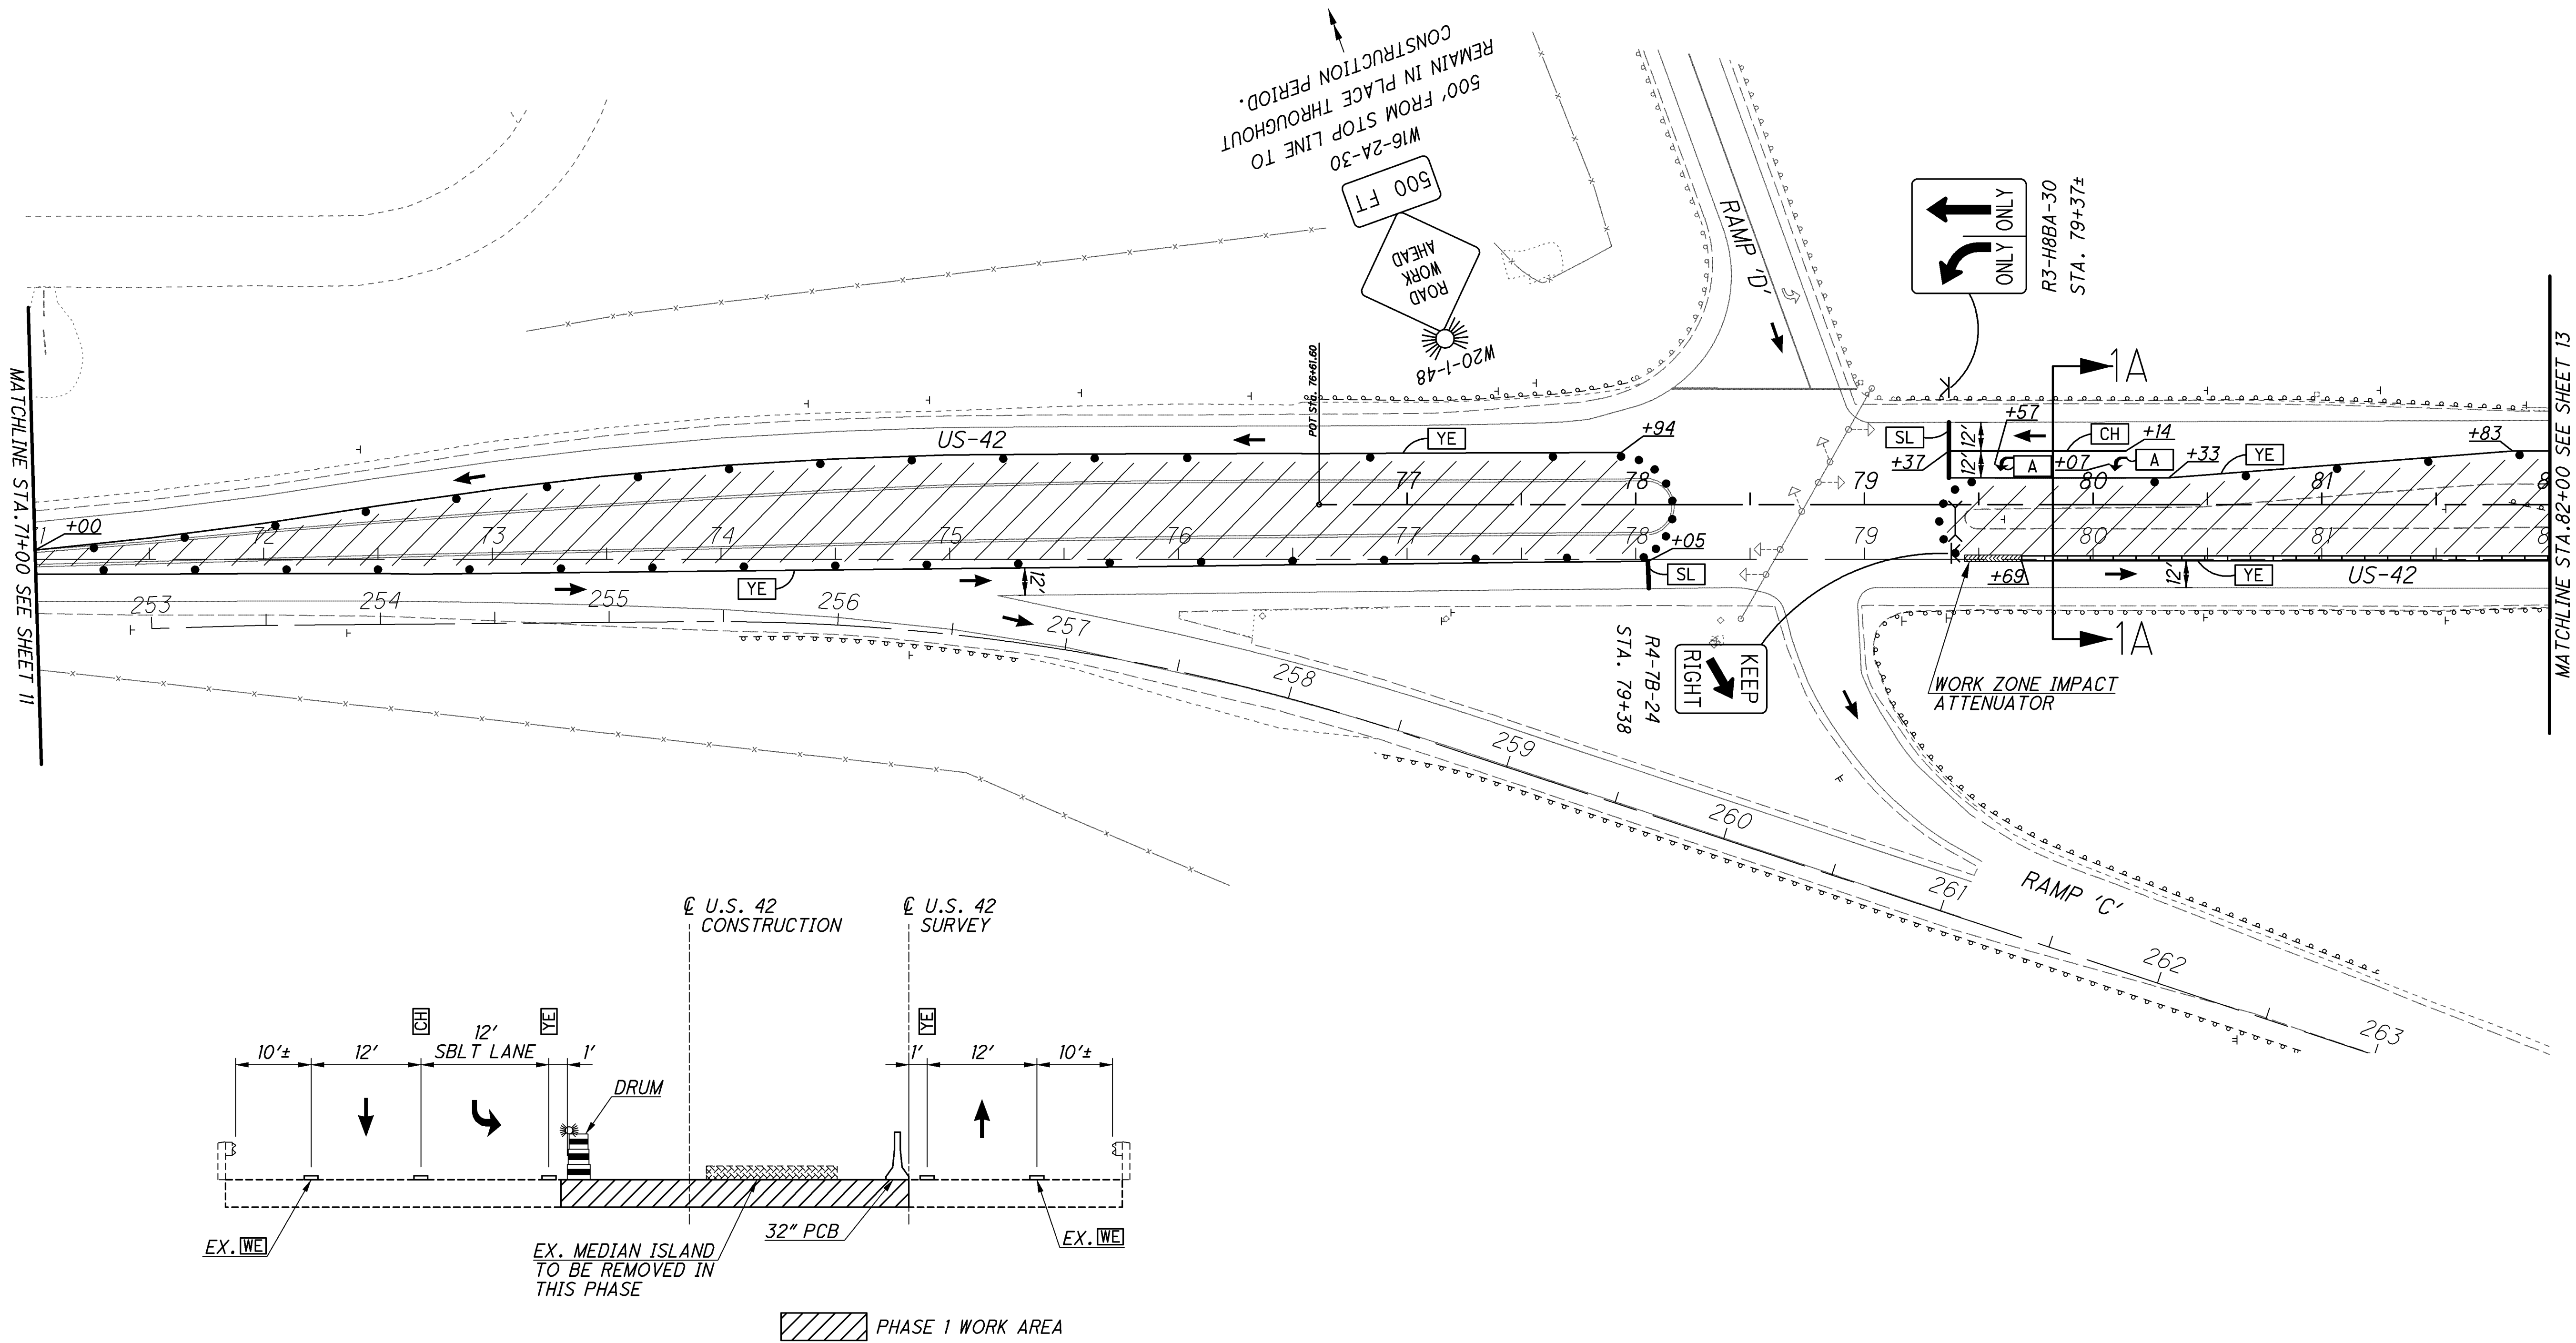 CONSTRUCTION PERIOD.
REMAIN IN PLACE THROUGHOUT
500' FROM STOP LINE TO
W16-2A-30
500 FT
ROAD
WORK
AHEAD
W20-1-48
POT Sta. 76+61.60
RAMP 'D'
ONLY
ONLY
R3-H8BA-30
STA. 79+37±
MATCHLINE STA.71+00 SEE SHEET 11
MATCHLINE STA.82+00 SEE SHEET 13
1A
US-42
YE
+94
SL
+37
12'
12'
CH
+57
+14
A
+07
A
+33
YE
+83
77
78
79
80
81
8
+00
1
72
73
74
75
76
77
78
79
80
81
8
+05
SL
YE
12'
+69
12'
YE
US-42
1A
253
254
255
256
257
258
259
260
261
262
263
KEEP
RIGHT
R4-7B-24
STA. 79+38
WORK ZONE IMPACT
ATTENUATOR
RAMP 'C'
℄ U.S. 42
CONSTRUCTION
℄ U.S. 42
SURVEY
CH
YE
YE
10'±
12'
12'
SBLT LANE
1'
1'
12'
10'±
DRUM
EX. WE
EX. MEDIAN ISLAND
TO BE REMOVED IN
THIS PHASE
32" PCB
EX. WE
PHASE 1 WORK AREA